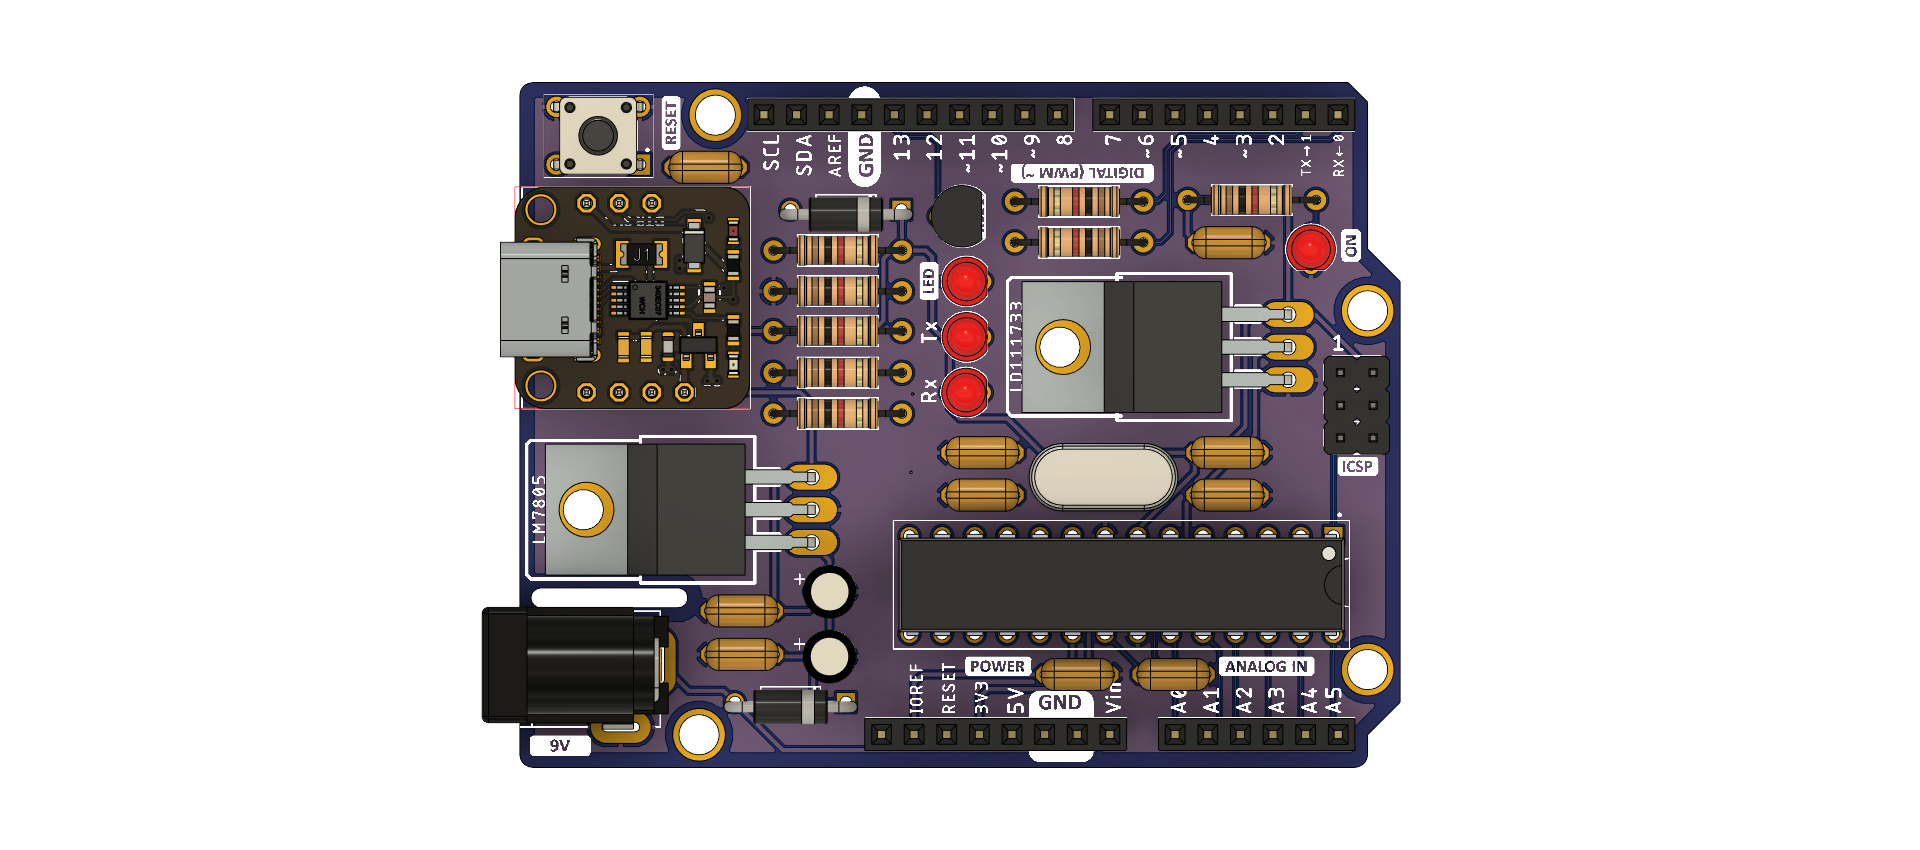 RESET
SCL
SDA
AREF
GND
13
12
~11
~10
~9
8
7
~6
~5
4
~3
2
TX→1
RX←0
DIGITAL (PWM ~)
J1
WCH
LED
Tx
Rx
ON
LD111733
1
ICSP
LM7805
+
+
9V
POWER
ANALOG IN
IOREF
RESET
3V3
5V
GND
Vin
A0
A1
A2
A3
A4
A5